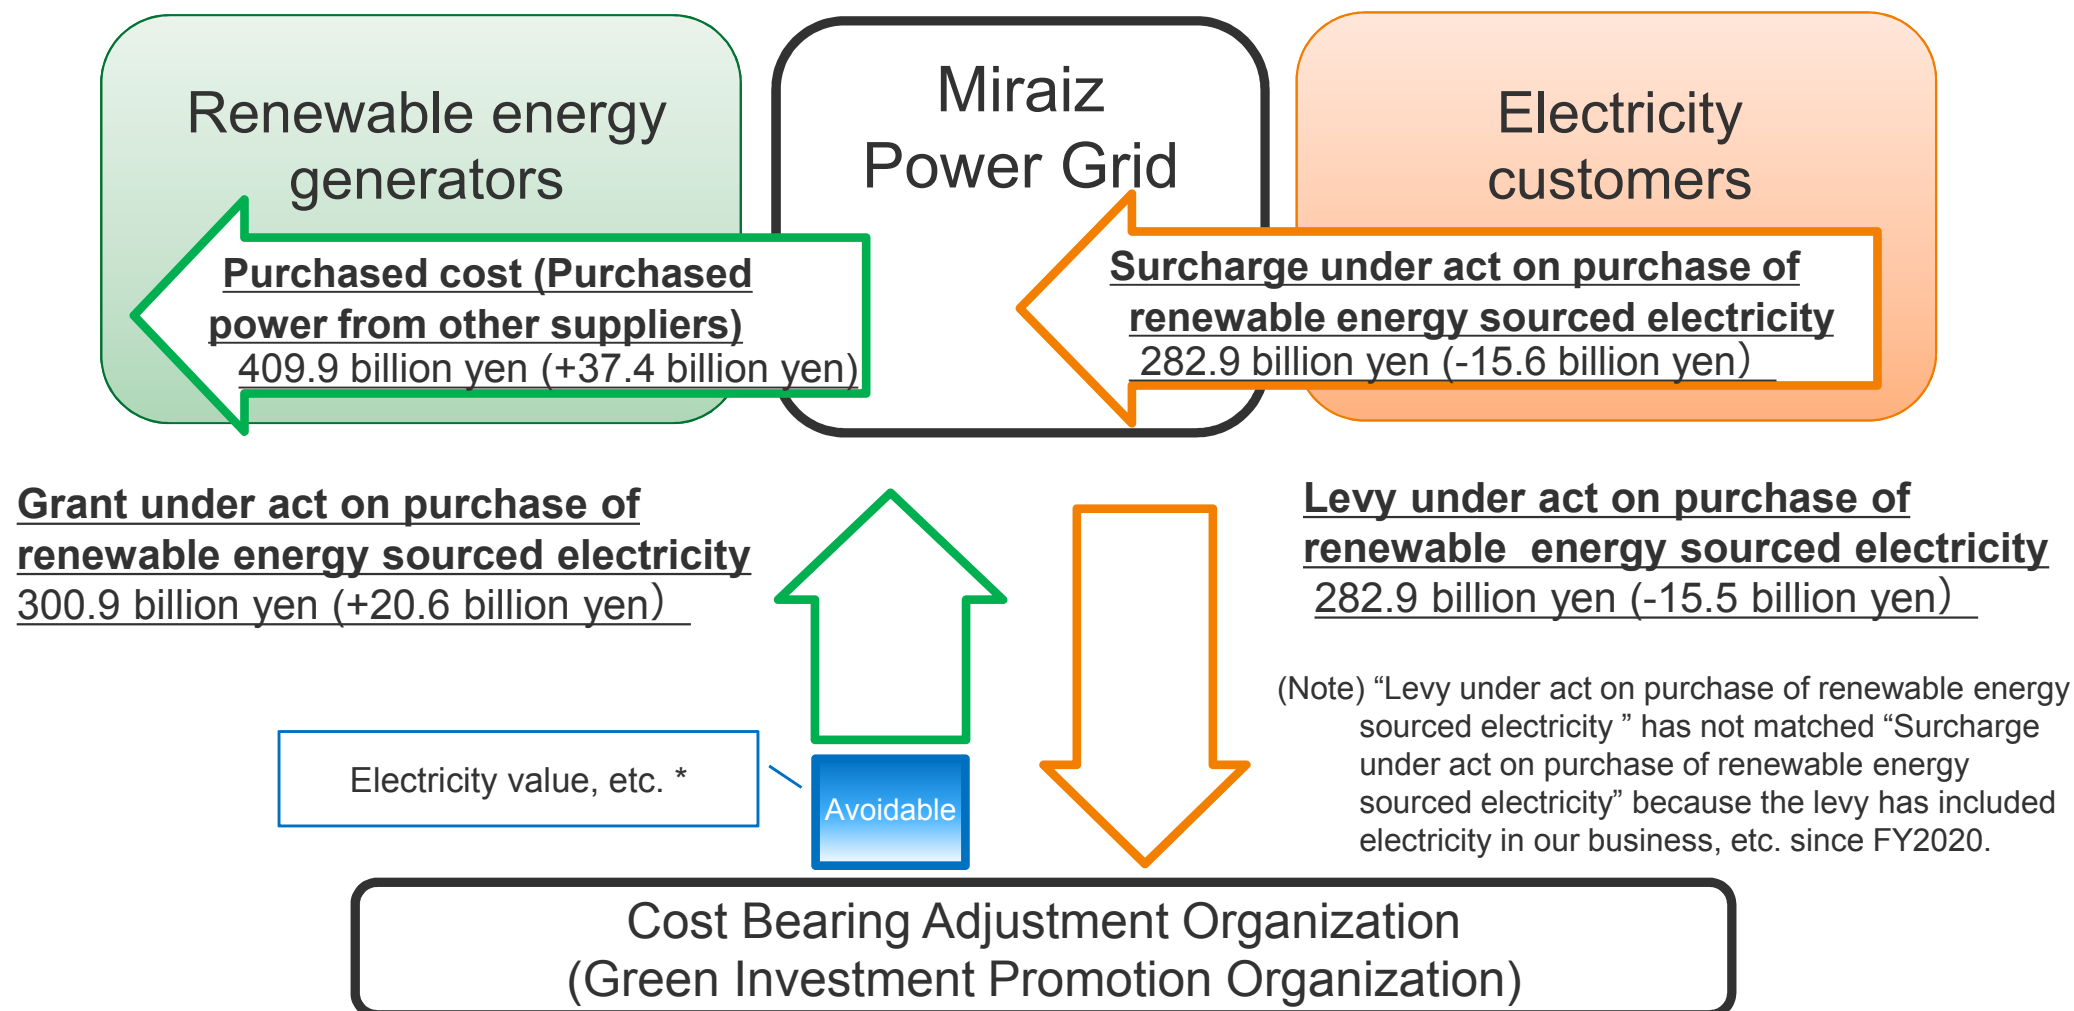 Renewable energy
generators
Miraiz
Power Grid
Electricity
customers
Purchased cost (Purchased
power from other suppliers)
409.9 billion yen (+37.4 billion yen)
Surcharge under act on purchase of
renewable energy sourced electricity
282.9 billion yen (-15.6 billion yen）
Grant under act on purchase of
renewable energy sourced electricity
300.9 billion yen (+20.6 billion yen）
Levy under act on purchase of
renewable  energy sourced electricity
282.9 billion yen (-15.5 billion yen）
(Note) “Levy under act on purchase of renewable energy
sourced electricity ” has not matched “Surcharge
under act on purchase of renewable energy
sourced electricity” because the levy has included
electricity in our business, etc. since FY2020.
Electricity value, etc. *
Avoidable
Cost Bearing Adjustment Organization
(Green Investment Promotion Organization)